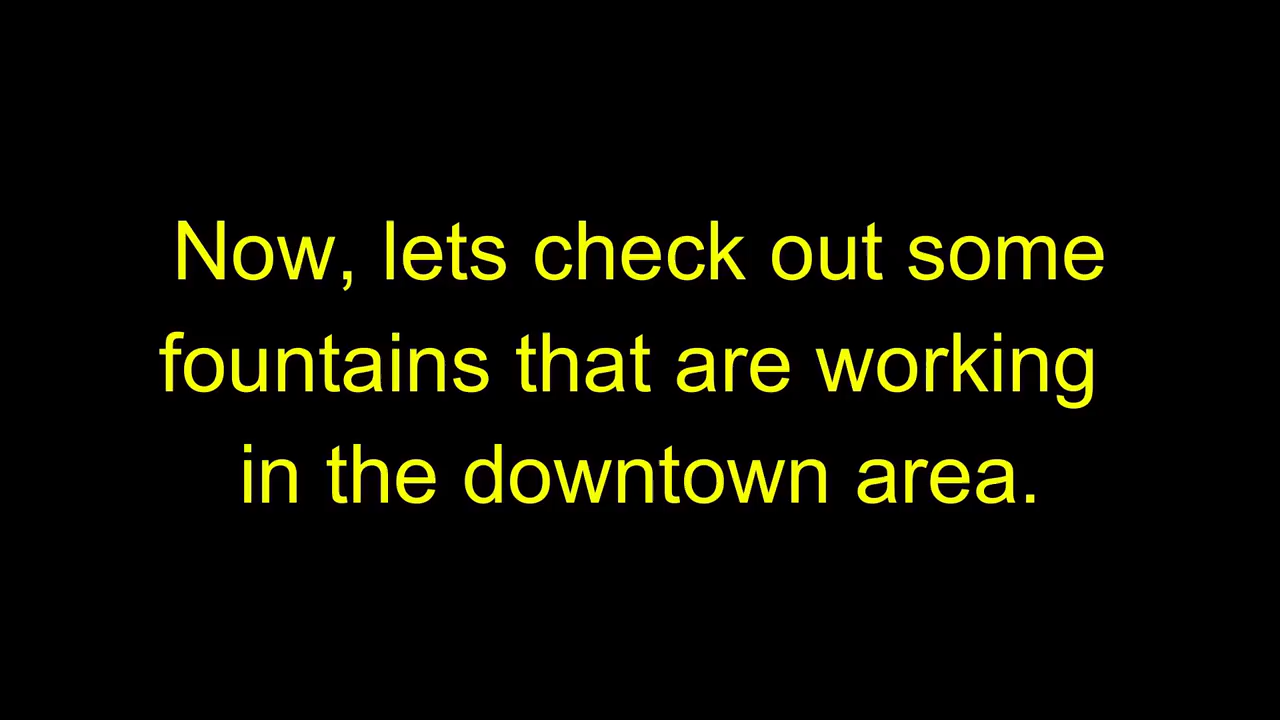 Now, lets check out some
fountains that are working
in the downtown area.